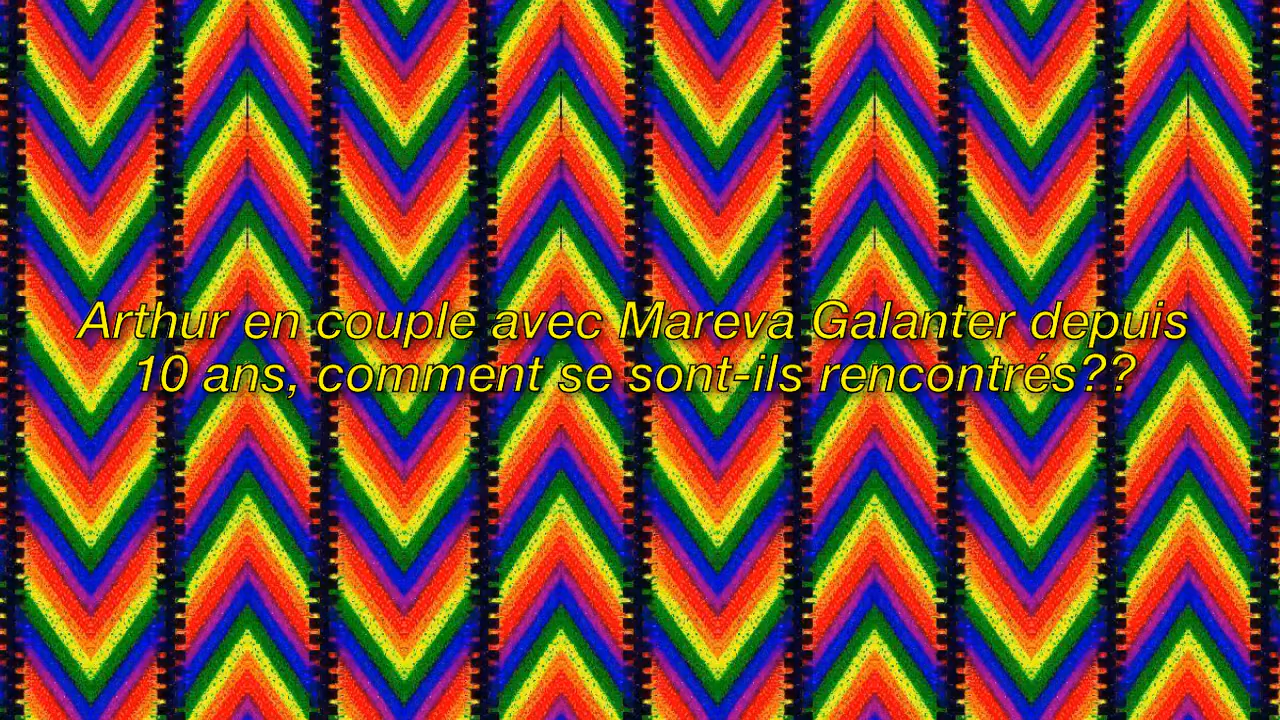 Arthur en couple avec Mareva Galanter depuis
10 ans, comment se sont-ils rencontrés??